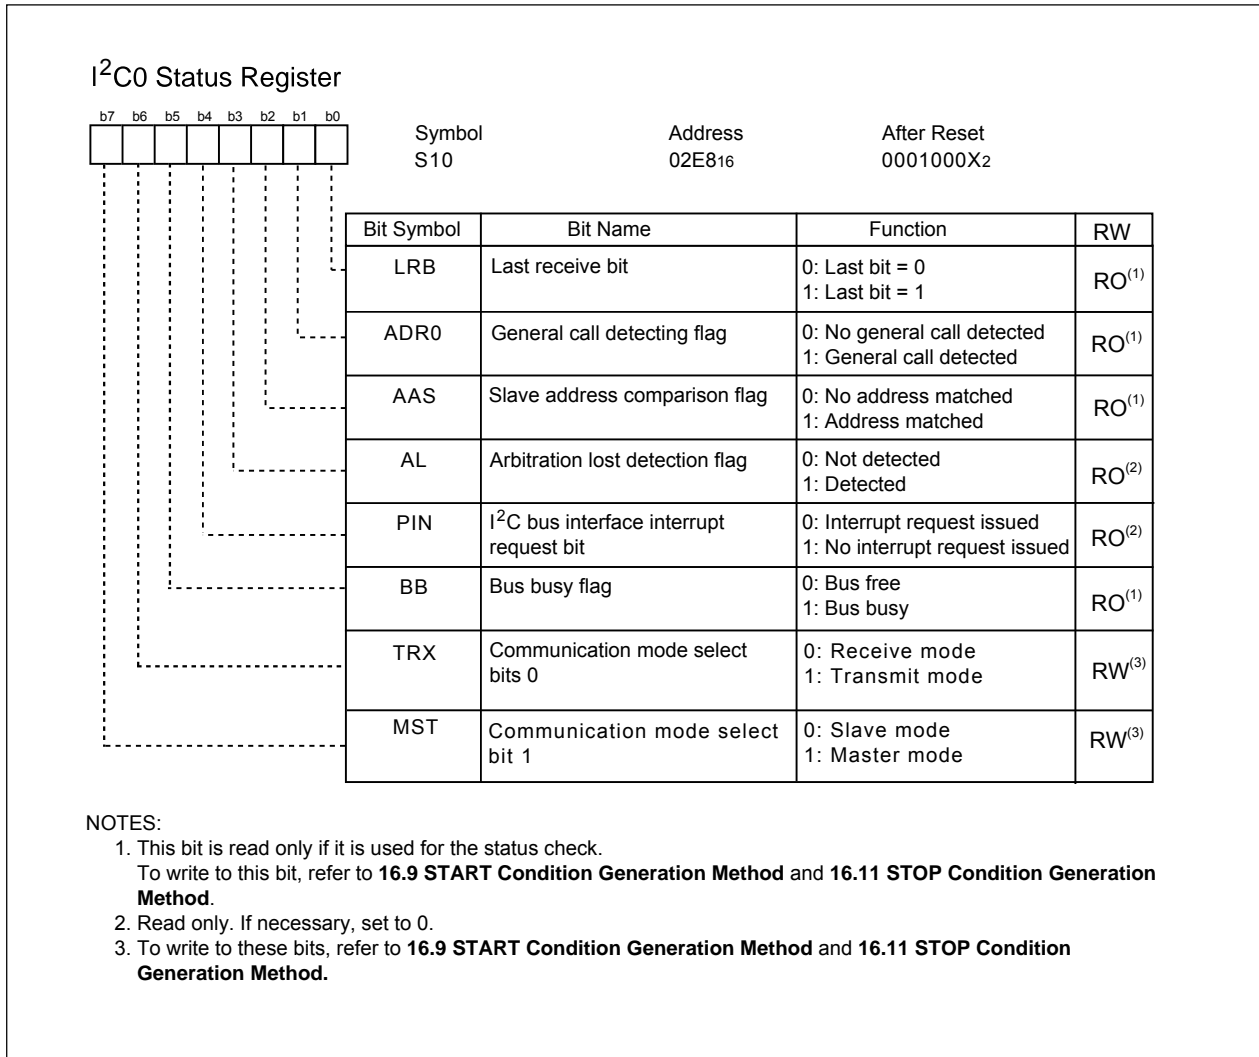 I²C0 Status Register
b7 b6 b5 b4 b3 b2 b1 b0
Symbol Address After Reset
S10 02E816 0001000X2
Bit Symbol Bit Name Function RW
LRB Last receive bit 0: Last bit = 0
1: Last bit = 1 RO(1)
ADR0 General call detecting flag 0: No general call detected
1: General call detected RO(1)
AAS Slave address comparison flag 0: No address matched
1: Address matched RO(1)
AL Arbitration lost detection flag 0: Not detected
1: Detected RO(2)
PIN I²C bus interface interrupt 0: Interrupt request issued
request bit 1: No interrupt request issued RO(2)
BB Bus busy flag 0: Bus free
1: Bus busy RO(1)
TRX Communication mode select 0: Receive mode
bits 0 1: Transmit mode RW(3)
MST Communication mode select 0: Slave mode
bit 1 1: Master mode RW(3)
NOTES:
1. This bit is read only if it is used for the status check.
To write to this bit, refer to 16.9 START Condition Generation Method and 16.11 STOP Condition Generation
Method.
2. Read only. If necessary, set to 0.
3. To write to these bits, refer to 16.9 START Condition Generation Method and 16.11 STOP Condition
Generation Method.